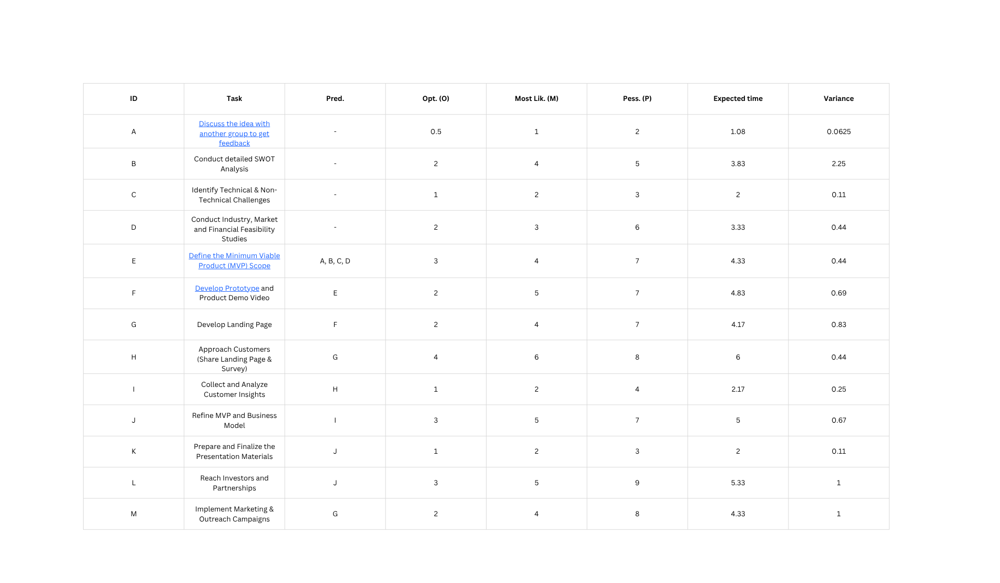 ID Task Pred. Opt. (O) Most Lik. (M) Pess. (P) Expected time Variance
A Discuss the idea with
another group to get
feedback - 0.5 1 2 1.08 0.0625
B Conduct detailed SWOT
Analysis - 2 4 5 3.83 2.25
C Identify Technical & Non-
Technical Challenges - 1 2 3 2 0.11
D Conduct Industry, Market
and Financial Feasibility
Studies - 2 3 6 3.33 0.44
E Define the Minimum Viable
Product (MVP) Scope A, B, C, D 3 4 7 4.33 0.44
F Develop Prototype and
Product Demo Video E 2 5 7 4.83 0.69
G Develop Landing Page F 2 4 7 4.17 0.83
H Approach Customers
(Share Landing Page &
Survey) G 4 6 8 6 0.44
I Collect and Analyze
Customer Insights H 1 2 4 2.17 0.25
J Refine MVP and Business
Model I 3 5 7 5 0.67
K Prepare and Finalize the
Presentation Materials J 1 2 3 2 0.11
L Reach Investors and
Partnerships J 3 5 9 5.33 1
M Implement Marketing &
Outreach Campaigns G 2 4 8 4.33 1